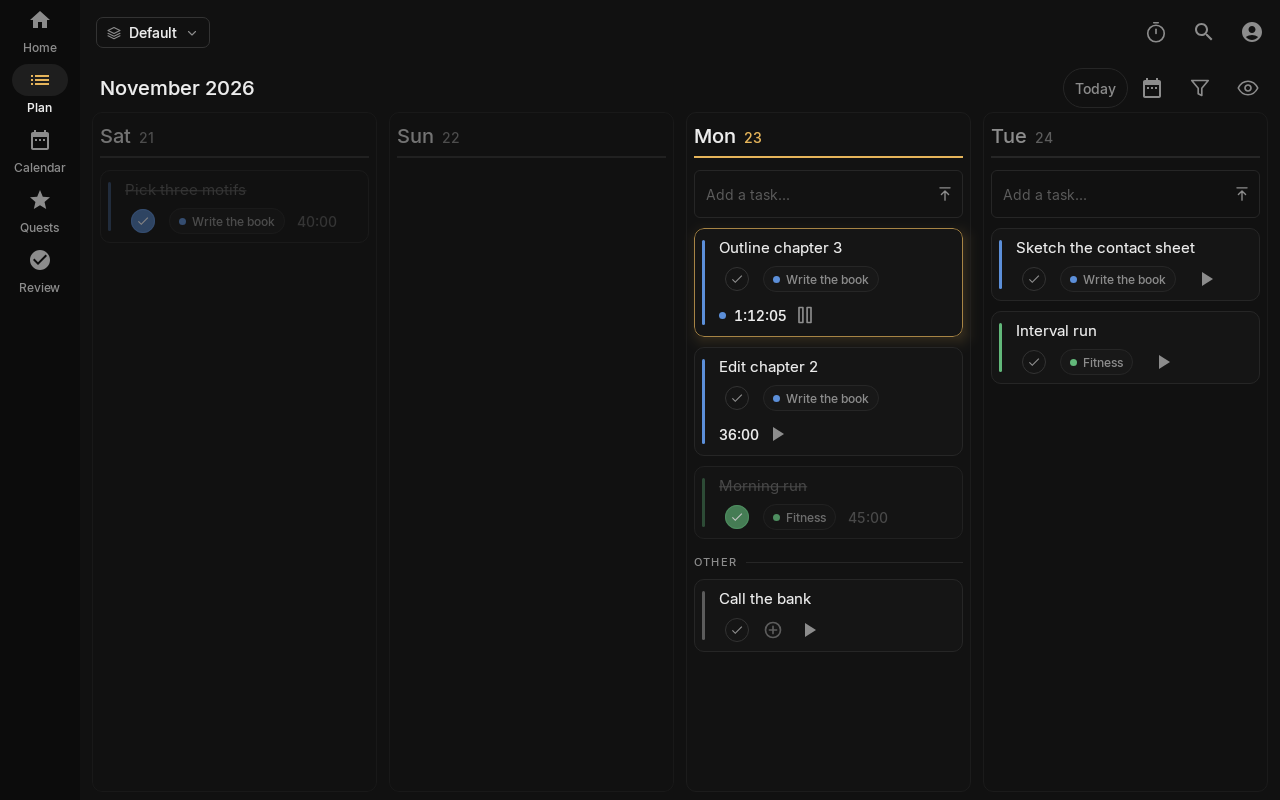 Home
Plan
Calendar
Quests
Review
Default
November 2026
Today
Sat 21
Pick three motifs
Write the book 40:00
Sun 22
Mon 23
Add a task...
Outline chapter 3
Write the book
1:12:05
Edit chapter 2
Write the book
36:00
Morning run
Fitness 45:00
OTHER
Call the bank
Tue 24
Add a task...
Sketch the contact sheet
Write the book
Interval run
Fitness